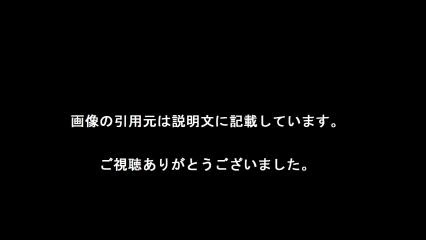 画像の引用元は説明文に記載しています。
ご視聴ありがとうございました。